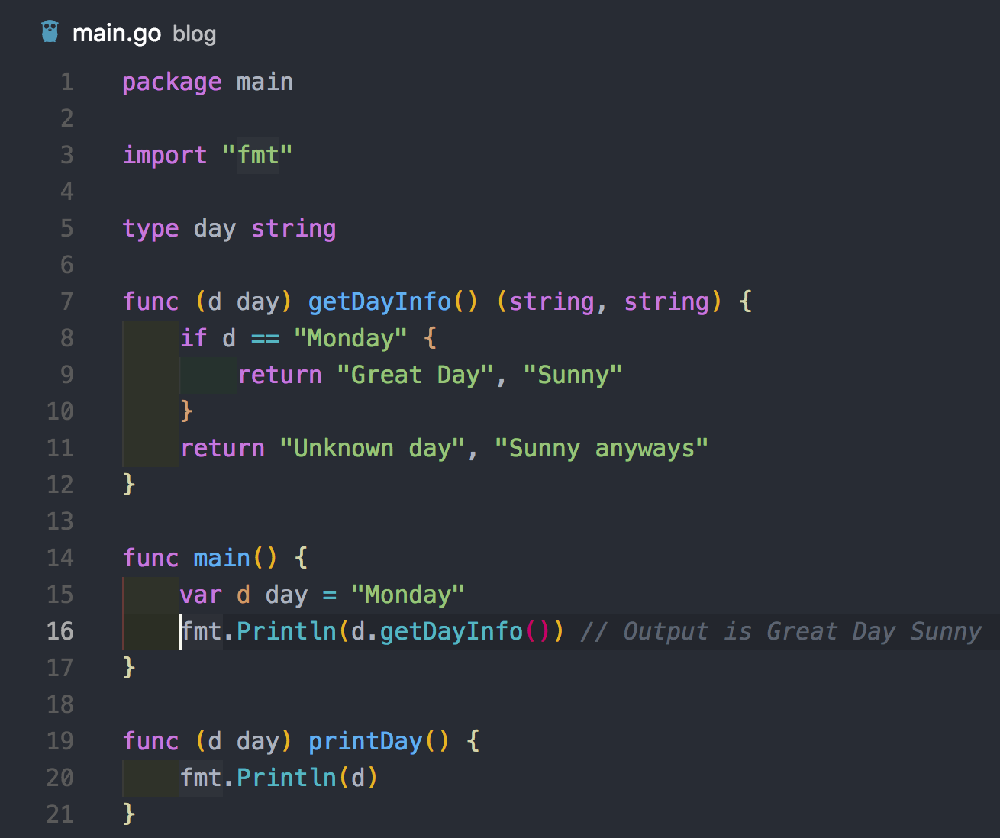 main.go blog
1 package main
2
3 import "fmt"
4
5 type day string
6
7 func (d day) getDayInfo() (string, string) {
8     if d == "Monday" {
9         return "Great Day", "Sunny"
10     }
11     return "Unknown day", "Sunny anyways"
12 }
13
14 func main() {
15     var d day = "Monday"
16     fmt.Println(d.getDayInfo()) // Output is Great Day Sunny
17 }
18
19 func (d day) printDay() {
20     fmt.Println(d)
21 }